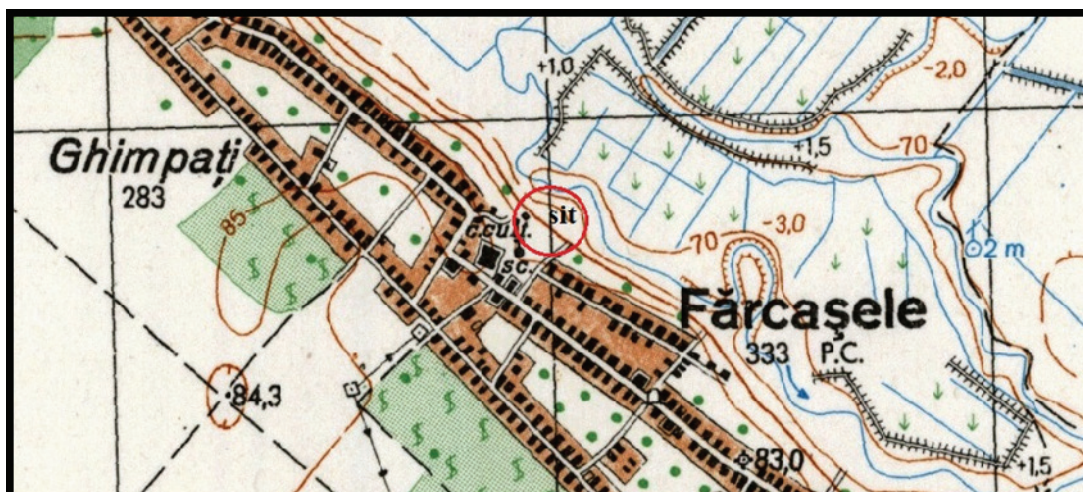 +1,0
-2,0
Ghimpați
283
+1,5
70
85
sit
c.cult.
sc.
70
-3,0
2 m
Fărcașele
333 P.C.
84,3
83,0
+1,5